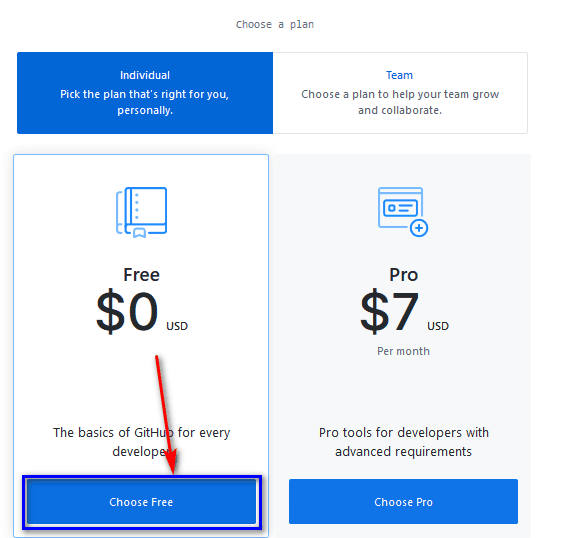 Choose a plan
Individual
Pick the plan that's right for you,
personally.
Team
Choose a plan to help your team grow
and collaborate.
Free
$0 USD
The basics of GitHub for every
developer
Choose Free
Pro
$7 USD
Per month
Pro tools for developers with
advanced requirements
Choose Pro